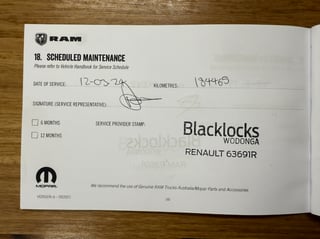 RAM
18. SCHEDULED MAINTENANCE
Please refer to Vehicle Handbook for Service Schedule
DATE OF SERVICE: 12-03-24 KILOMETRES: 184465
SIGNATURE (SERVICE REPRESENTATIVE):
6 MONTHS SERVICE PROVIDER STAMP:
12 MONTHS
Blacklocks
WODONGA
RENAULT 63691R
MOPAR
We recommend the use of Genuine RAM Trucks Australia/Mopar Parts and Accessories